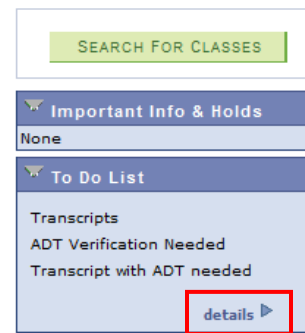 SEARCH FOR CLASSES
Important Info & Holds
None
To Do List
Transcripts
ADT Verification Needed
Transcript with ADT needed
details